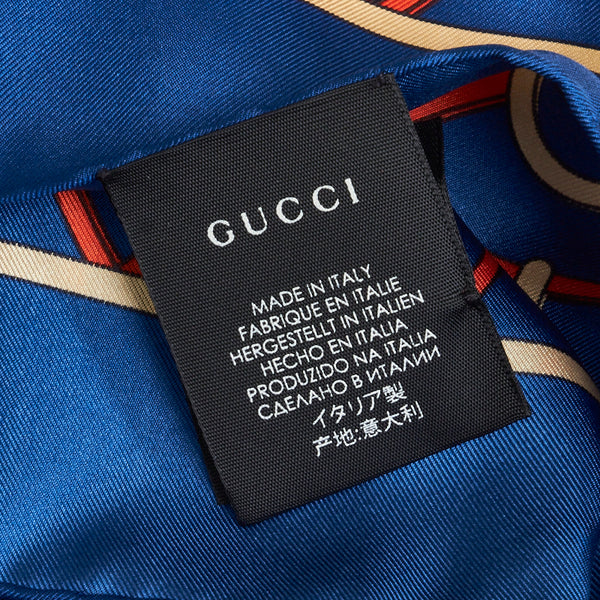 GUCCI
MADE IN ITALY
FABRIQUE EN ITALIE
HERGESTELLT IN ITALIEN
HECHO EN ITALIA
PRODUZIDO NA ITALIA
СДЕЛАНО В ИТАЛИИ
イタリア製
产地:意大利